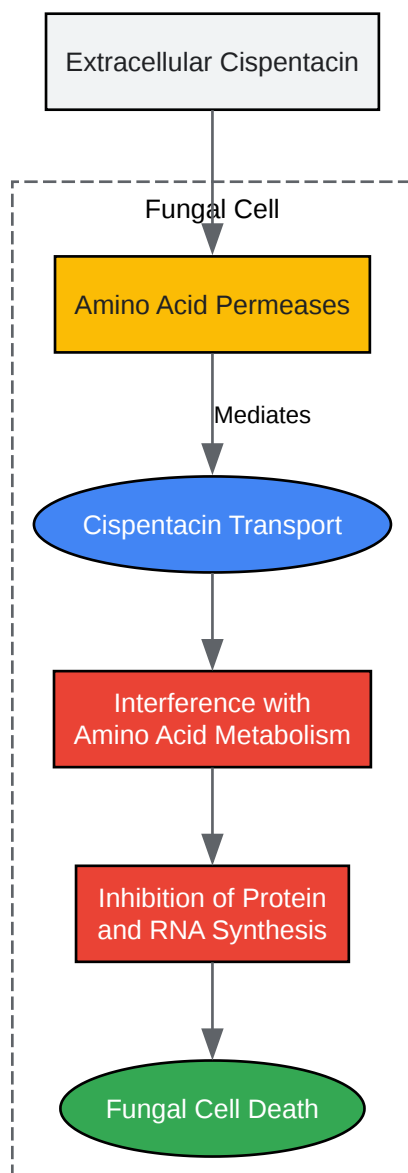 Extracellular Cispentacin
Fungal Cell
Amino Acid Permeases
Mediates
Cispentacin Transport
Interference with
Amino Acid Metabolism
Inhibition of Protein
and RNA Synthesis
Fungal Cell Death